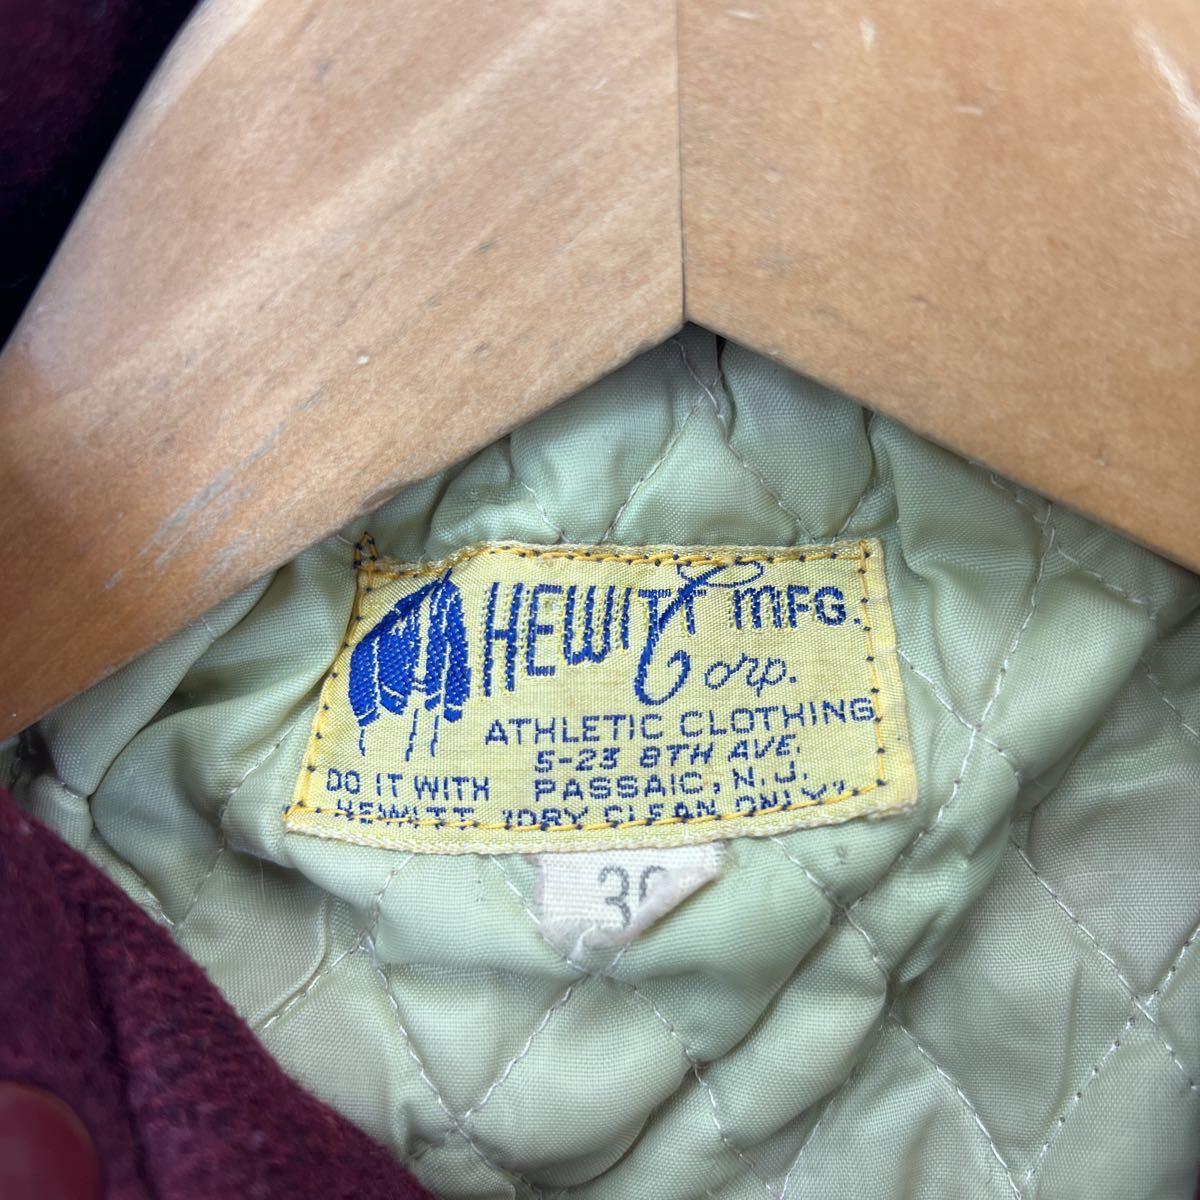 HEWITT MFG.
Corp.
ATHLETIC CLOTHING
5-23 8TH AVE.
PASSAIC, N.J.
DO IT WITH
HEWITT. "DRY CLEAN ONLY"